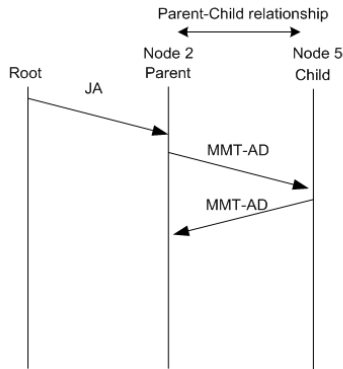 Parent-Child relationship
Node 2
Node 5
Root
Parent
Child
JA
MMT-AD
MMT-AD